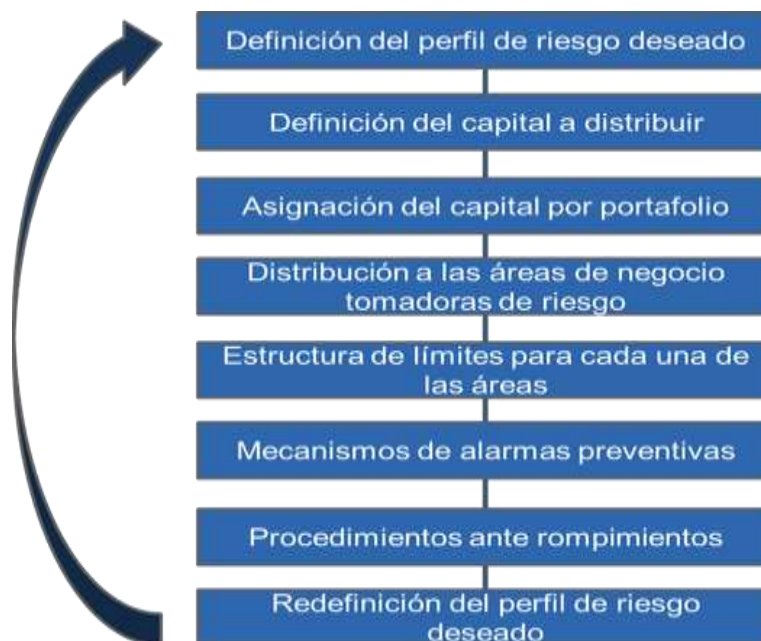 Definición del perfil de riesgo deseado
Definición del capital a distribuir
Asignación del capital por portafolio
Distribución a las áreas de negocio
tomadoras de riesgo
Estructura de límites para cada una de
las áreas
Mecanismos de alarmas preventivas
Procedimientos ante rompimientos
Redefinición del perfil de riesgo
deseado